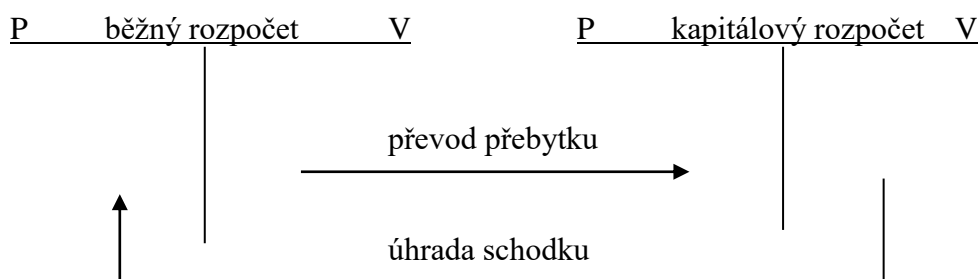 P běžný rozpočet V P kapitálový rozpočet V
převod přebytku
úhrada schodku